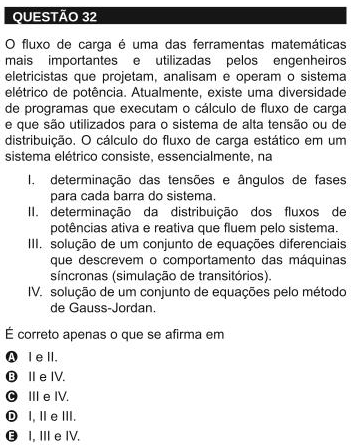 QUESTÃO 32
O fluxo de carga é uma das ferramentas matemáticas
mais importantes e utilizadas pelos engenheiros
eletricistas que projetam, analisam e operam o sistema
elétrico de potência. Atualmente, existe uma diversidade
de programas que executam o cálculo de fluxo de carga
e que são utilizados para o sistema de alta tensão ou de
distribuição. O cálculo do fluxo de carga estático em um
sistema elétrico consiste, essencialmente, na
I. determinação das tensões e ângulos de fases
para cada barra do sistema.
II. determinação da distribuição dos fluxos de
potências ativa e reativa que fluem pelo sistema.
III. solução de um conjunto de equações diferenciais
que descrevem o comportamento das máquinas
síncronas (simulação de transitórios).
IV. solução de um conjunto de equações pelo método
de Gauss-Jordan.
É correto apenas o que se afirma em
A I e II.
B II e IV.
C III e IV.
D I, II e III.
E I, III e IV.